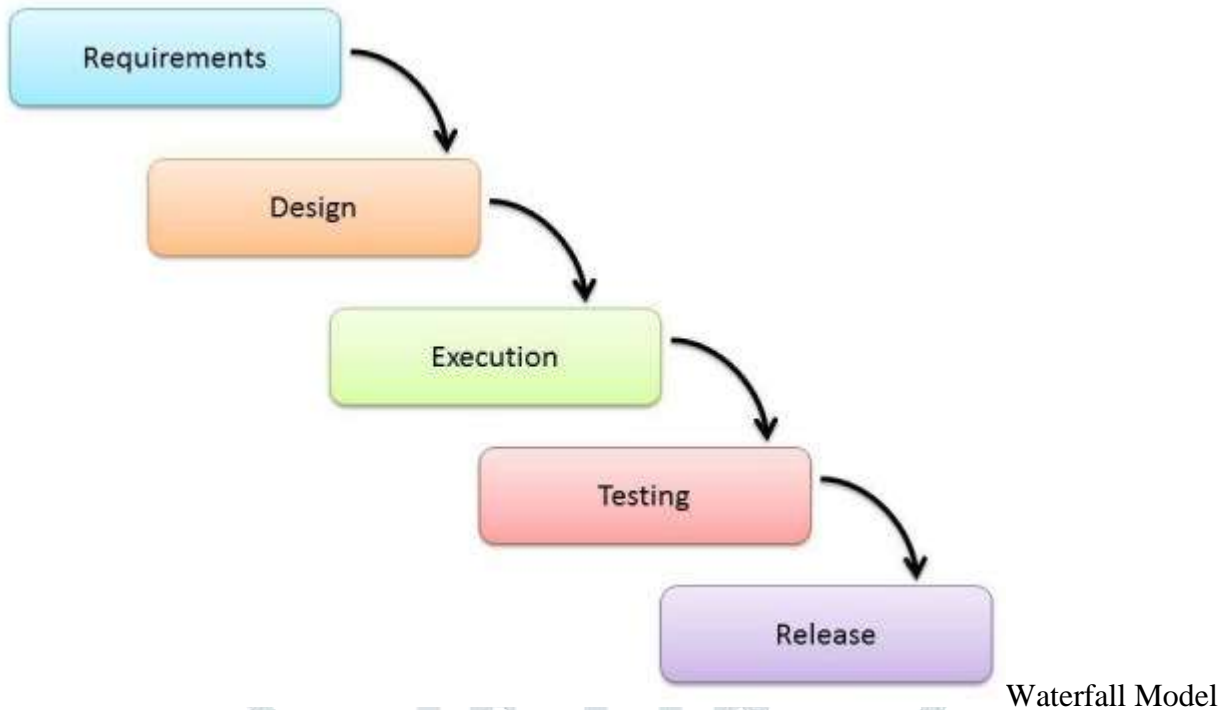 Requirements
Design
Execution
Testing
Release
Waterfall Model